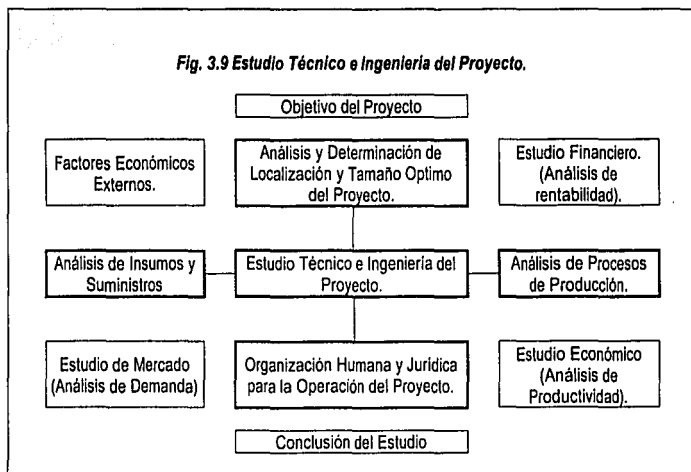 Fig. 3.9 Estudio Técnico e Ingeniería del Proyecto.
Objetivo del Proyecto
Factores Económicos
Externos.
Análisis y Determinación de
Localización y Tamaño Optimo
del Proyecto.
Estudio Financiero.
(Análisis de
rentabilidad).
Análisis de Insumos y
Suministros
Estudio Técnico e Ingeniería del
Proyecto.
Análisis de Procesos
de Producción.
Estudio de Mercado
(Análisis de Demanda)
Organización Humana y Jurídica
para la Operación del Proyecto.
Estudio Económico
(Análisis de
Productividad).
Conclusión del Estudio